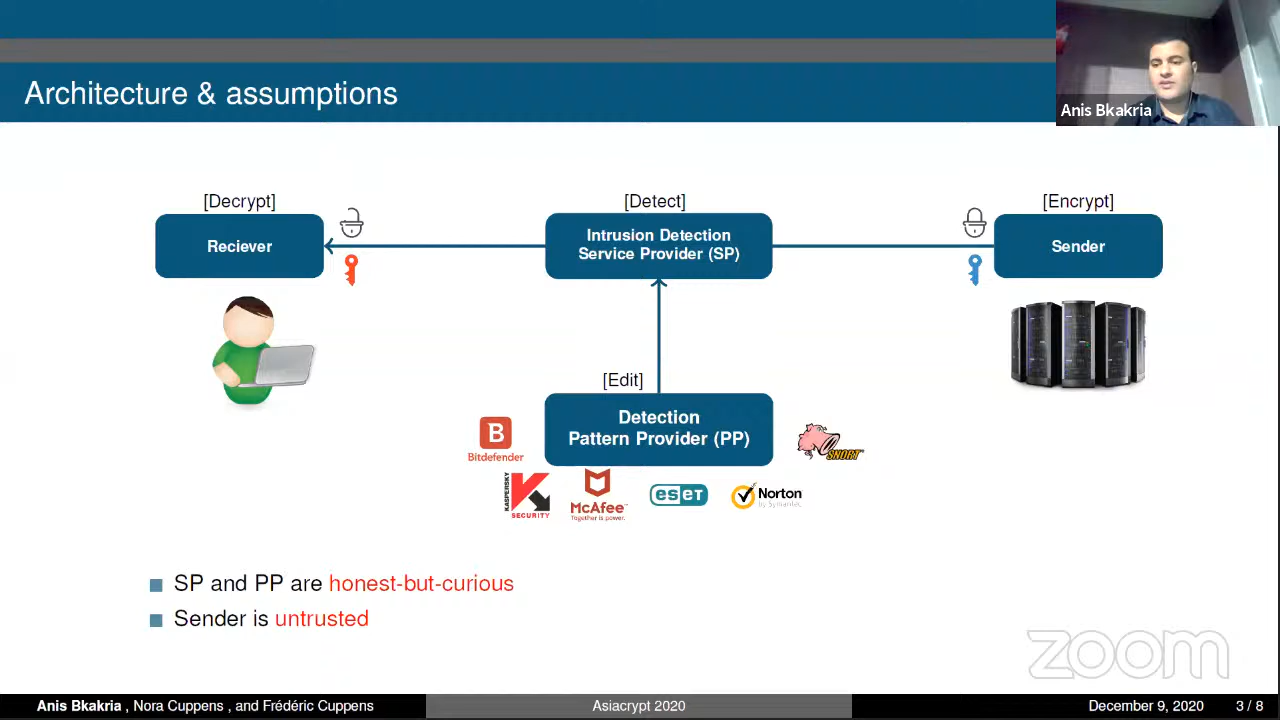 Architecture & assumptions
Anis Bkakria
[Decrypt]
[Detect]
[Encrypt]
Reciever
Intrusion Detection
Service Provider (SP)
Sender
[Edit]
Detection
Pattern Provider (PP)
B
Bitdefender
SNORT
KASPERSKY
SECURITY
McAfee
Together is power.
eseT
Norton
by Symantec
SP and PP are honest-but-curious
Sender is untrusted
zoom
Anis Bkakria , Nora Cuppens , and Frédéric Cuppens
Asiacrypt 2020
December 9, 2020
3 / 8